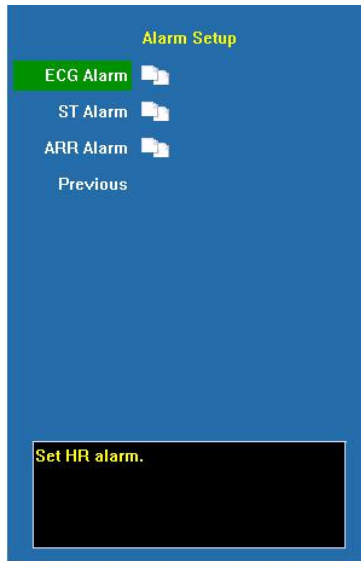 Alarm Setup
ECG Alarm
ST Alarm
ARR Alarm
Previous
Set HR alarm.